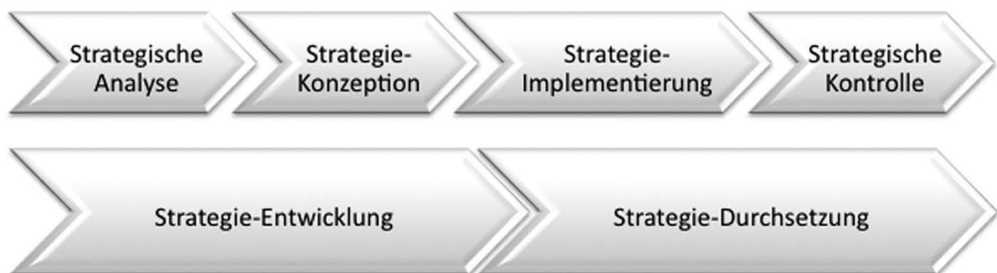 Strategische
Analyse
Strategie-
Konzeption
Strategie-
Implementierung
Strategische
Kontrolle
Strategie-Entwicklung
Strategie-Durchsetzung